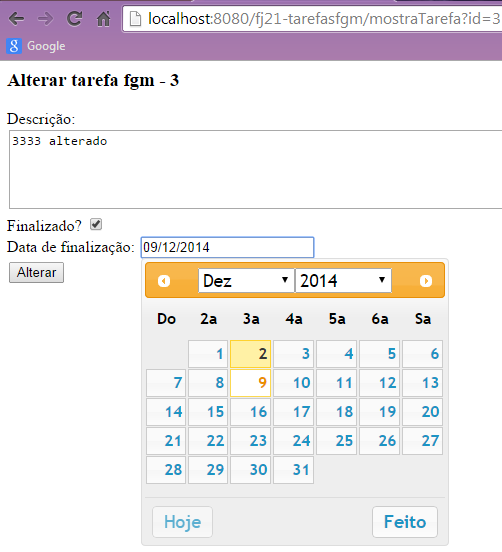 localhost:8080/fj21-tarefasfgm/mostraTarefa?id=3
Google
Alterar tarefa fgm - 3
Descrição:
3333 alterado
Finalizado?
Data de finalização: 09/12/2014
Alterar
Dez 2014
Do 2a 3a 4a 5a 6a Sa
1 2 3 4 5 6
7 8 9 10 11 12 13
14 15 16 17 18 19 20
21 22 23 24 25 26 27
28 29 30 31
Hoje Feito